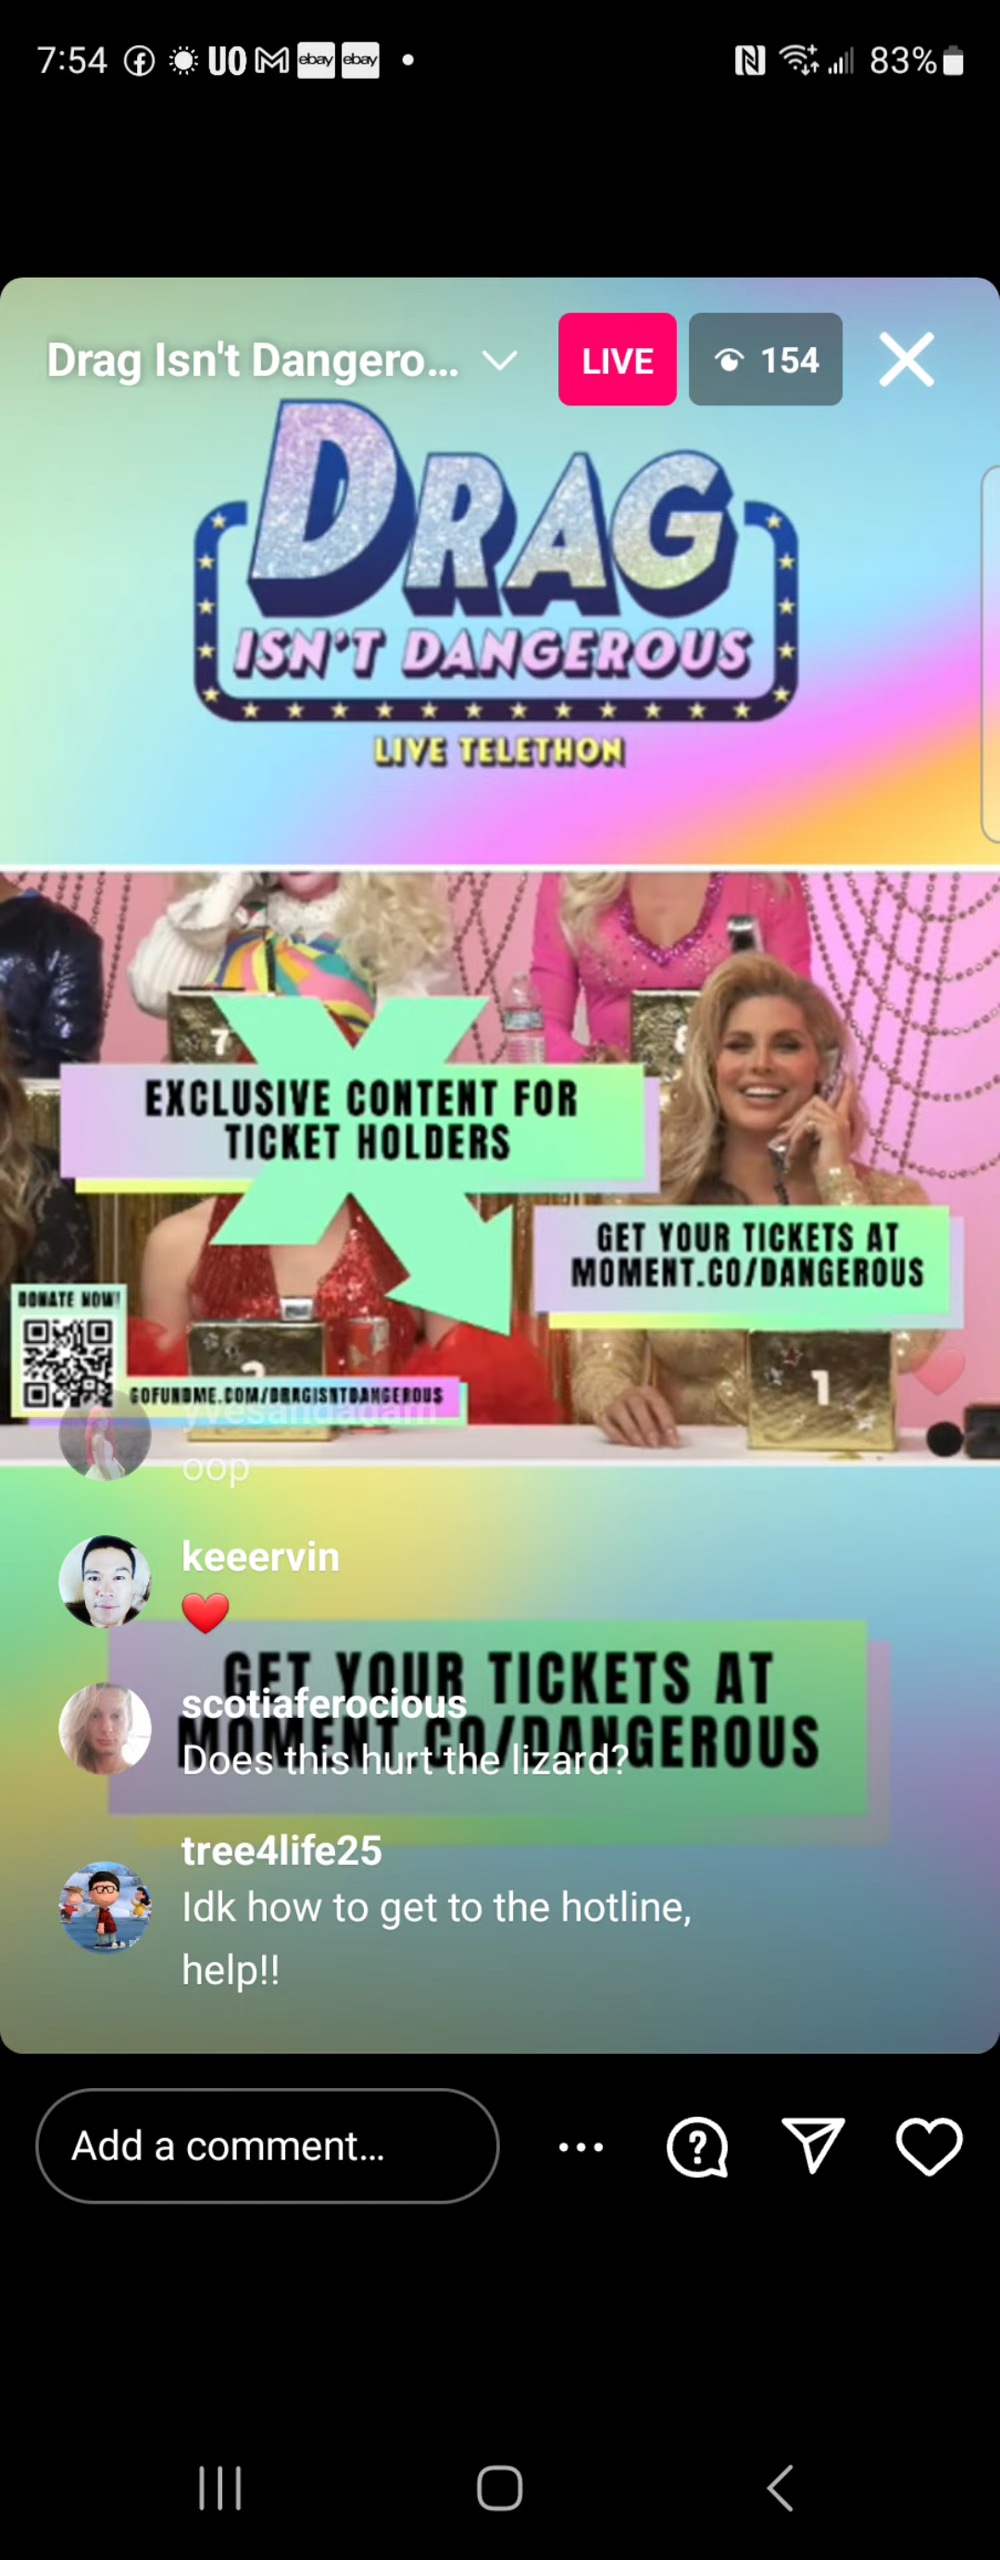 7:54 UO ebay ebay 83%
Drag Isn't Dangero... LIVE 154
DRAG
ISN'T DANGEROUS
LIVE TELETHON
7
EXCLUSIVE CONTENT FOR
TICKET HOLDERS
GET YOUR TICKETS AT
MOMENT.CO/DANGEROUS
DONATE NOW!
GOFUNDME.COM/DRAGISNTDANGEROUS
1
yvesandadam
oop
keeervin
❤️
GET YOUR TICKETS AT
MOMENT.CO/DANGEROUS
scotiaferocious
Does this hurt the lizard?
tree4life25
Idk how to get to the hotline,
help!!
Add a comment...